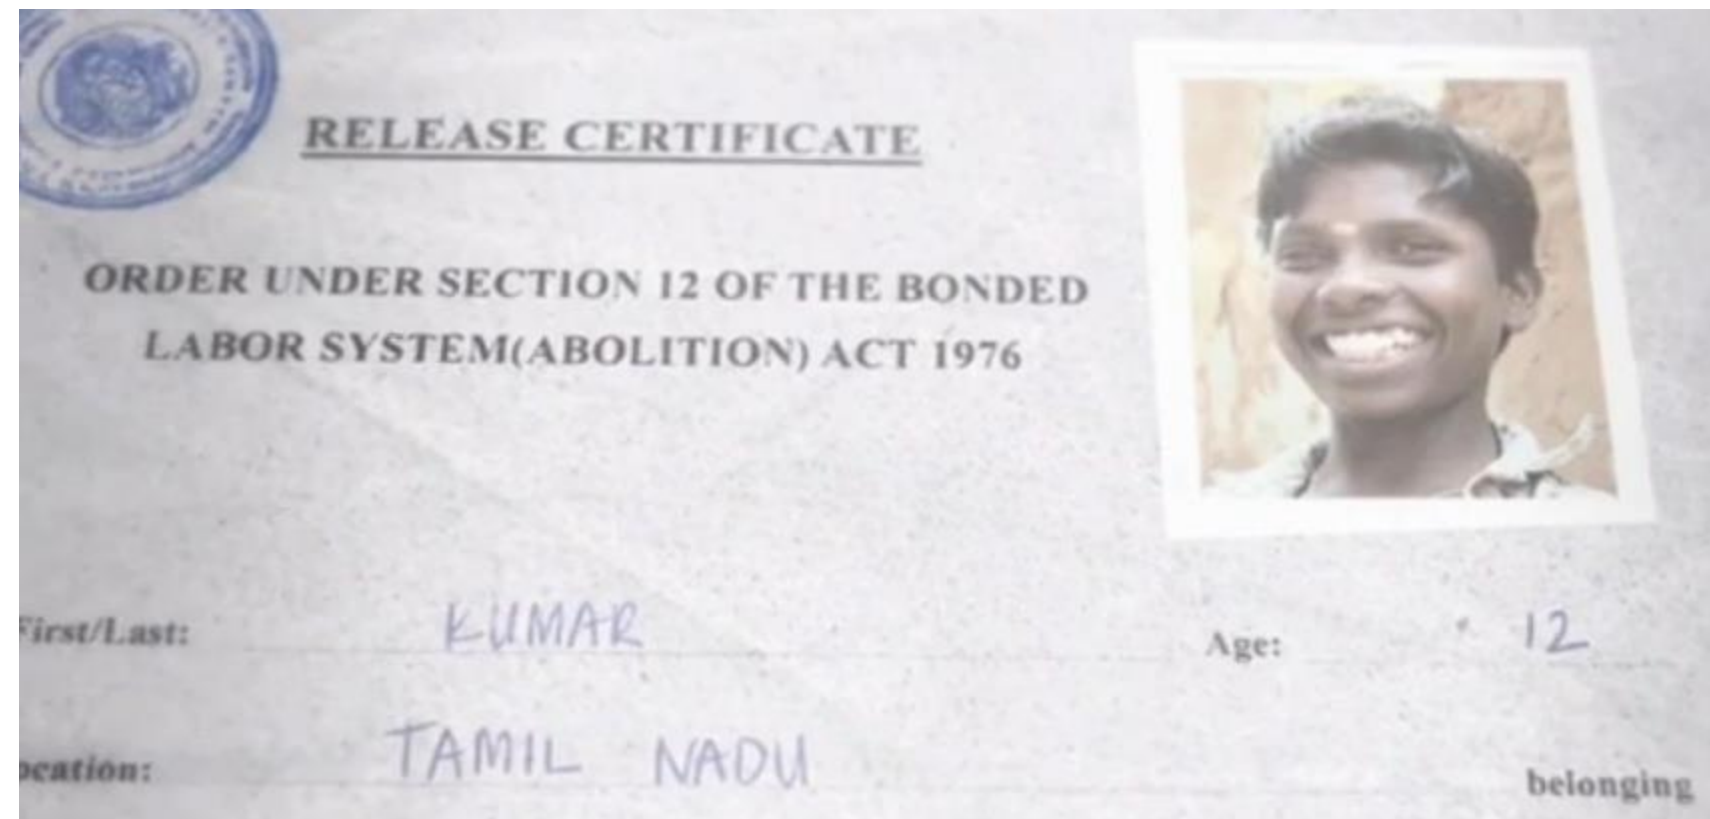 RELEASE CERTIFICATE
ORDER UNDER SECTION 12 OF THE BONDED
LABOR SYSTEM(ABOLITION) ACT 1976
First/Last: KUMAR Age: 12
ocation: TAMIL NADU belonging